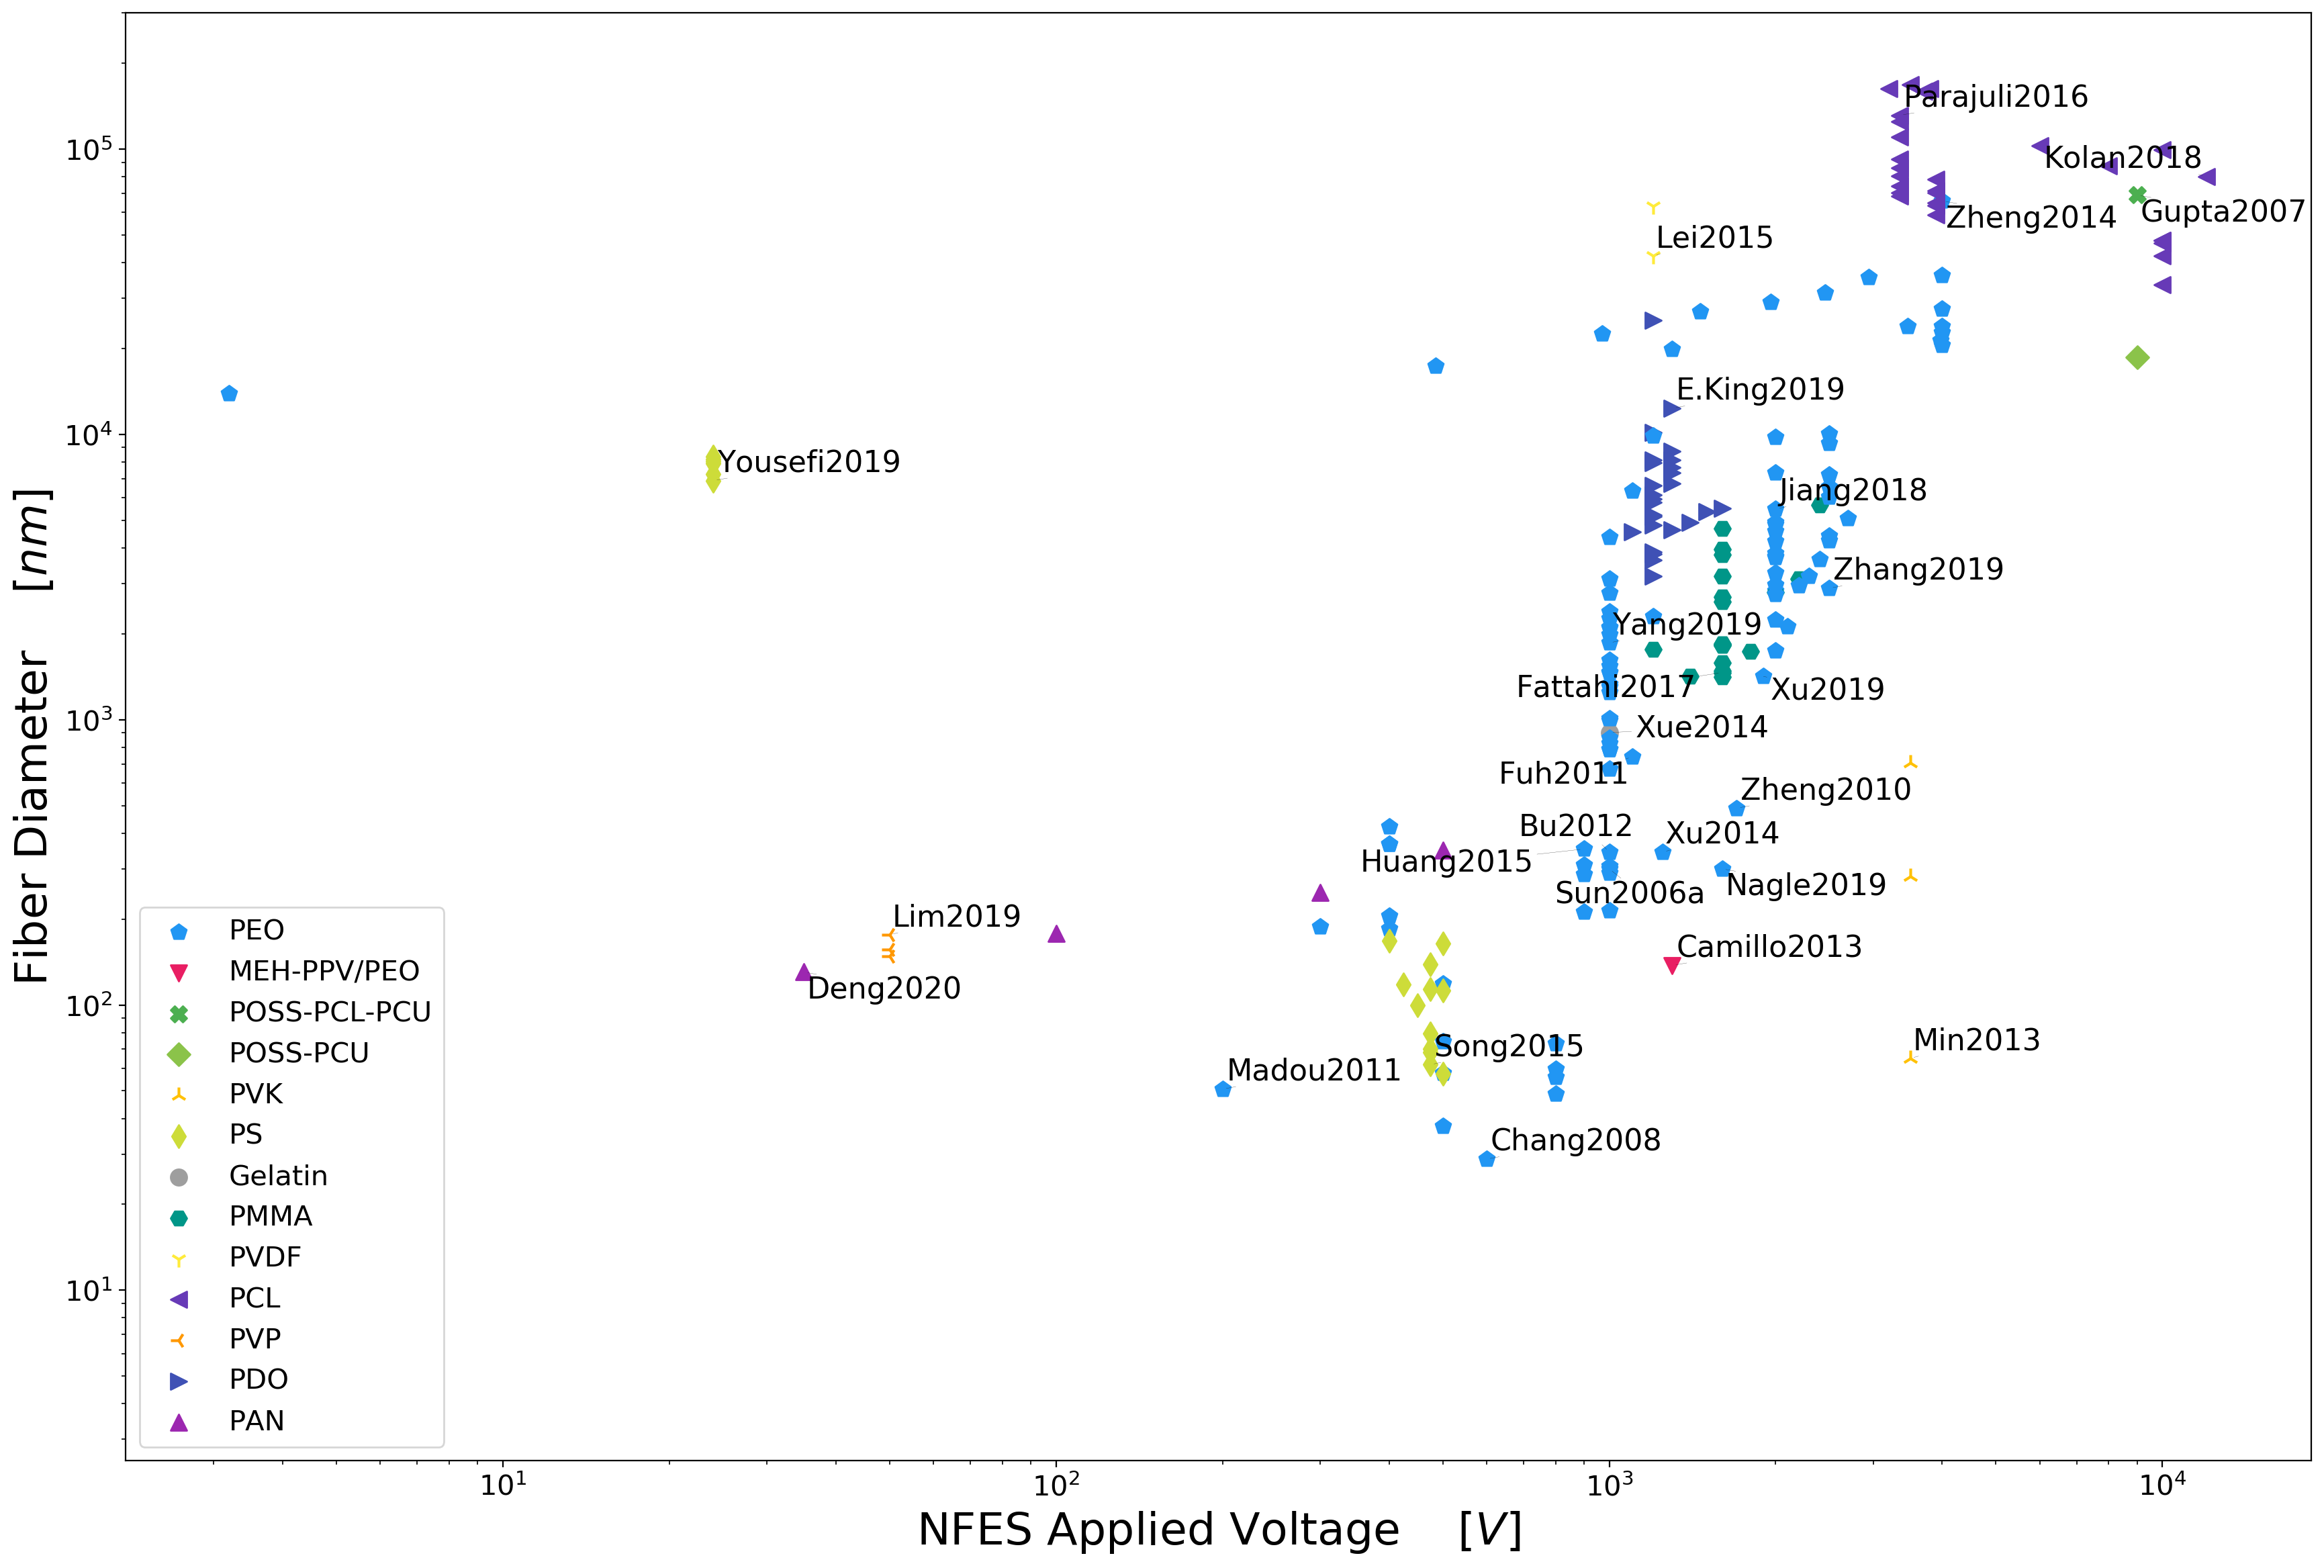 Parajuli2016
10⁵
Kolan2018
Zheng2014
Gupta2007
Lei2015
E.King2019
10⁴
Yousefi2019
Jiang2018
Zhang2019
Yang2019
Fattahi2017
Xu2019
10³
Xue2014
Fuh2011
Zheng2010
Bu2012
Xu2014
Huang2015
Nagle2019
Sun2006a
Lim2019
Camillo2013
Deng2020
10²
Min2013
Song2015
Madou2011
Chang2008
10¹
Fiber Diameter [nm]
PEO
MEH-PPV/PEO
POSS-PCL-PCU
POSS-PCU
PVK
PS
Gelatin
PMMA
PVDF
PCL
PVP
PDO
PAN
10¹ 10² 10³ 10⁴
NFES Applied Voltage [V]